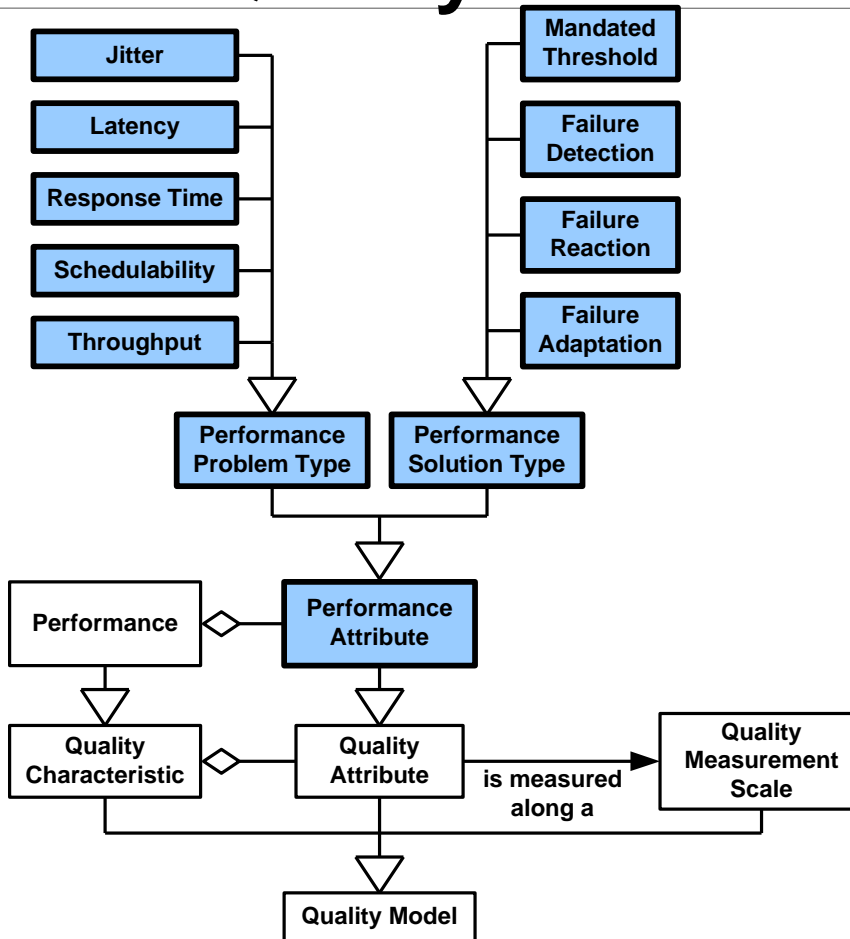 Jitter
Latency
Response Time
Schedulability
Throughput
Mandated
Threshold
Failure
Detection
Failure
Reaction
Failure
Adaptation
Performance
Problem Type
Performance
Solution Type
Performance
Performance
Attribute
Quality
Characteristic
Quality
Attribute
is measured
along a
Quality
Measurement
Scale
Quality Model